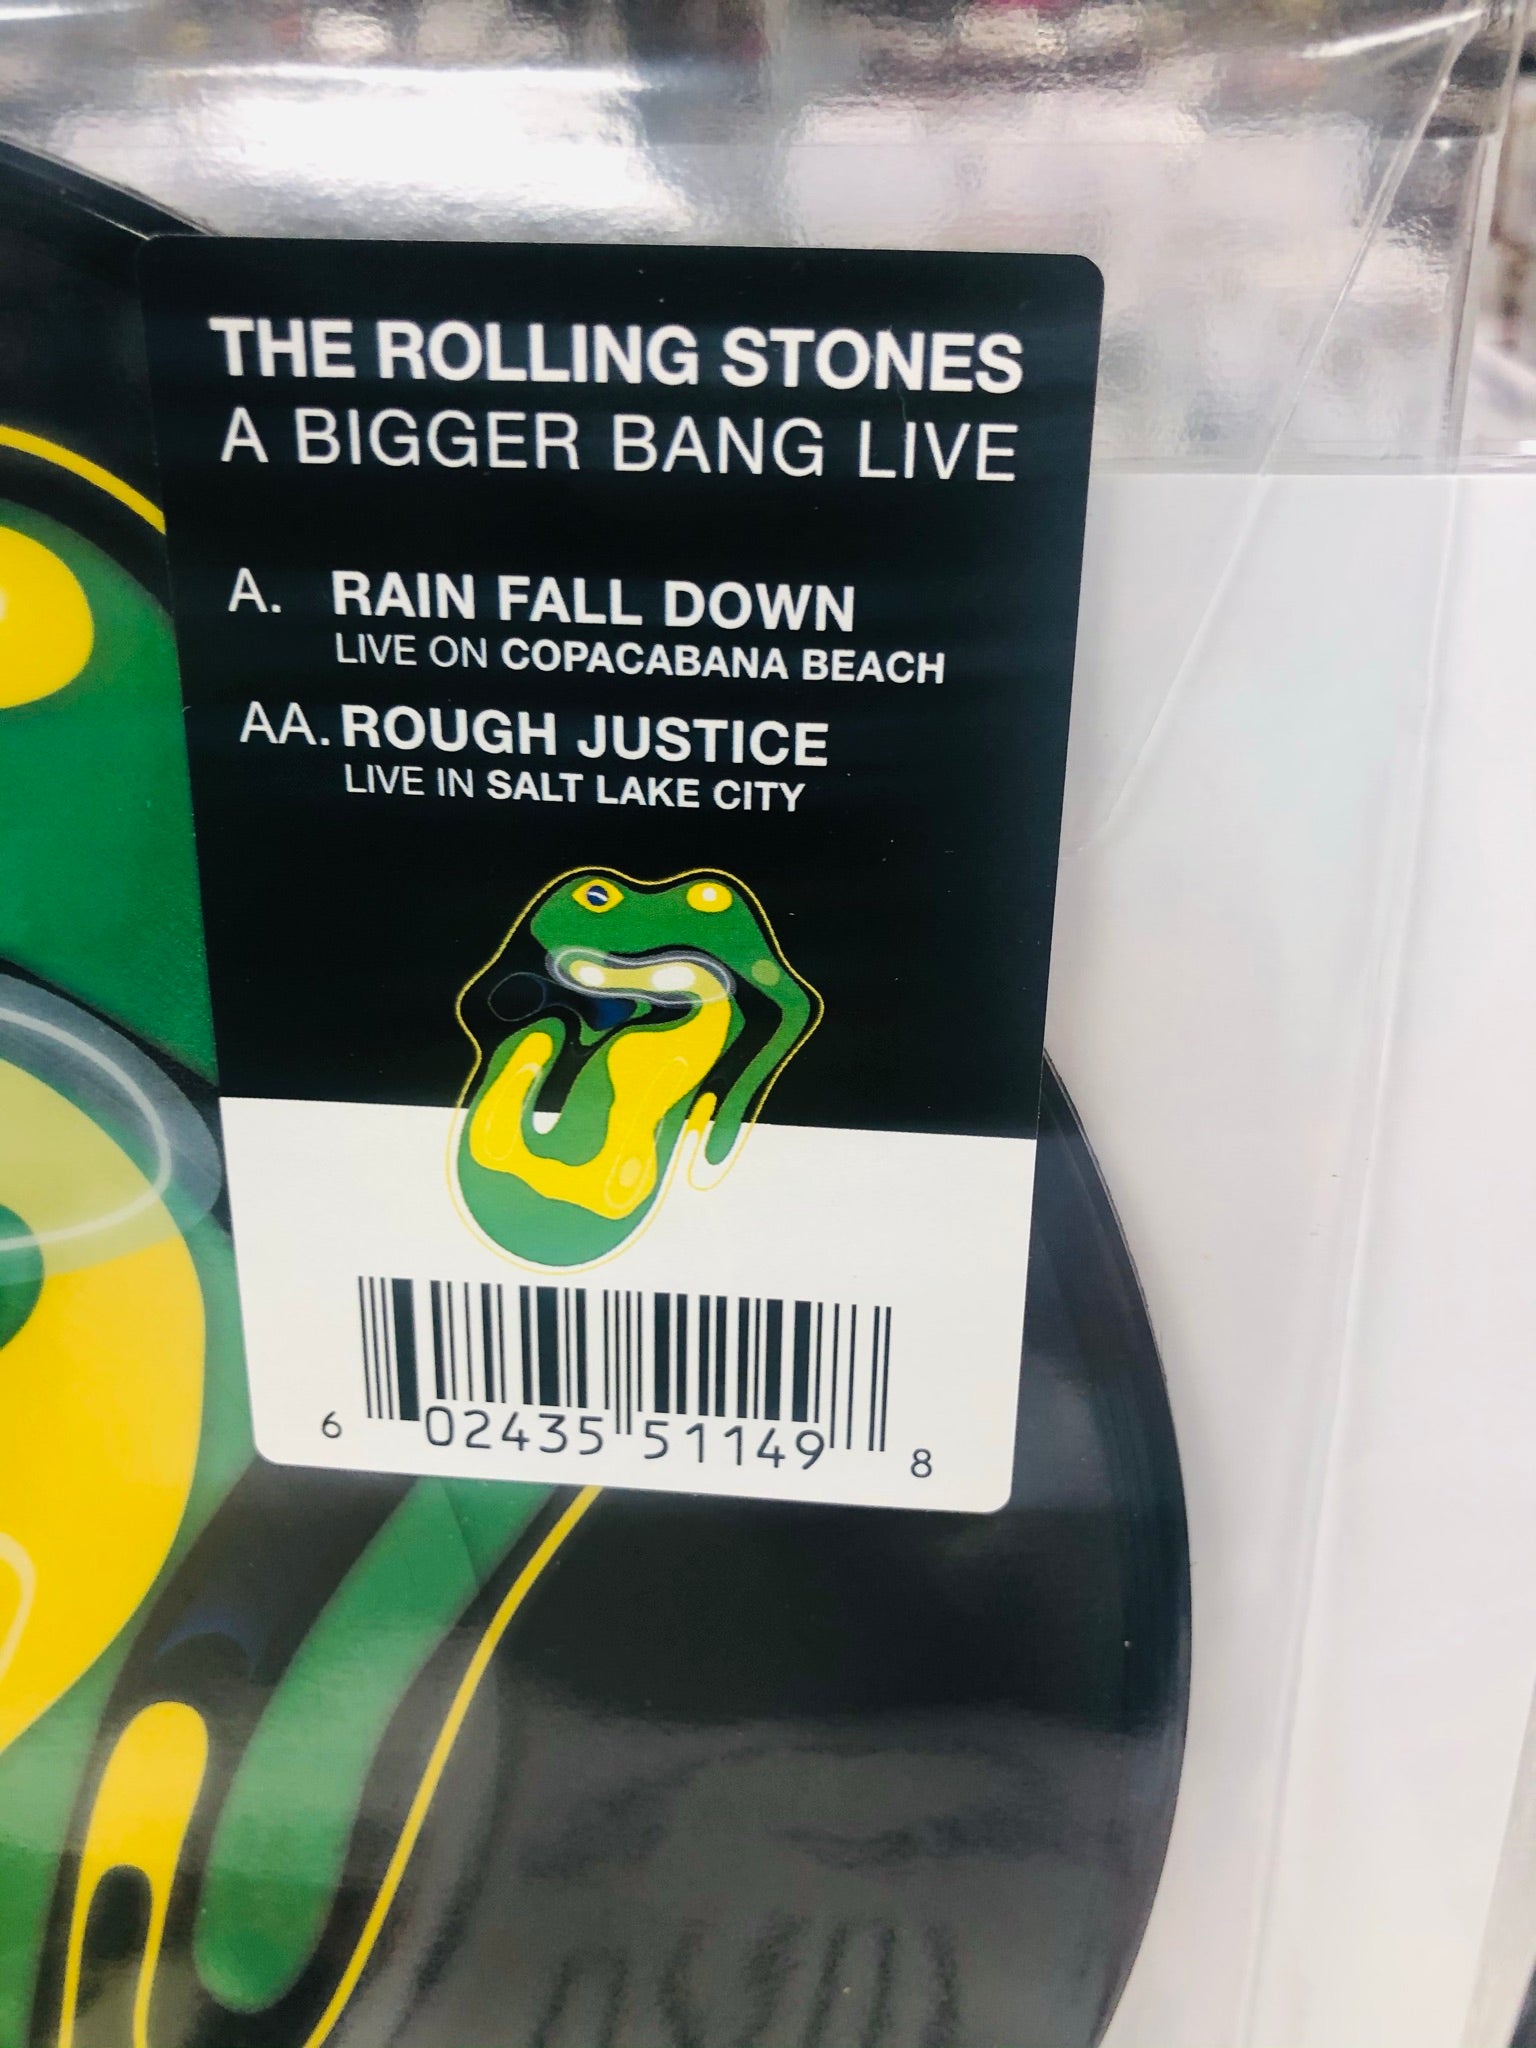 THE ROLLING STONES
A BIGGER BANG LIVE
A. RAIN FALL DOWN
LIVE ON COPACABANA BEACH
AA. ROUGH JUSTICE
LIVE IN SALT LAKE CITY
6 02435 51149 8